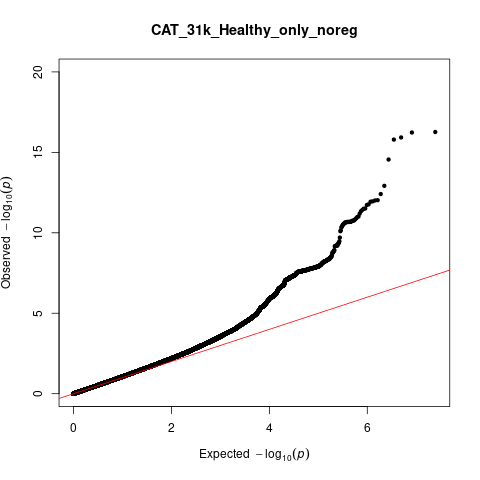 CAT_31k_Healthy_only_noreg
Observed −log10(p)
20
15
10
5
0
0 2 4 6
Expected −log10(p)